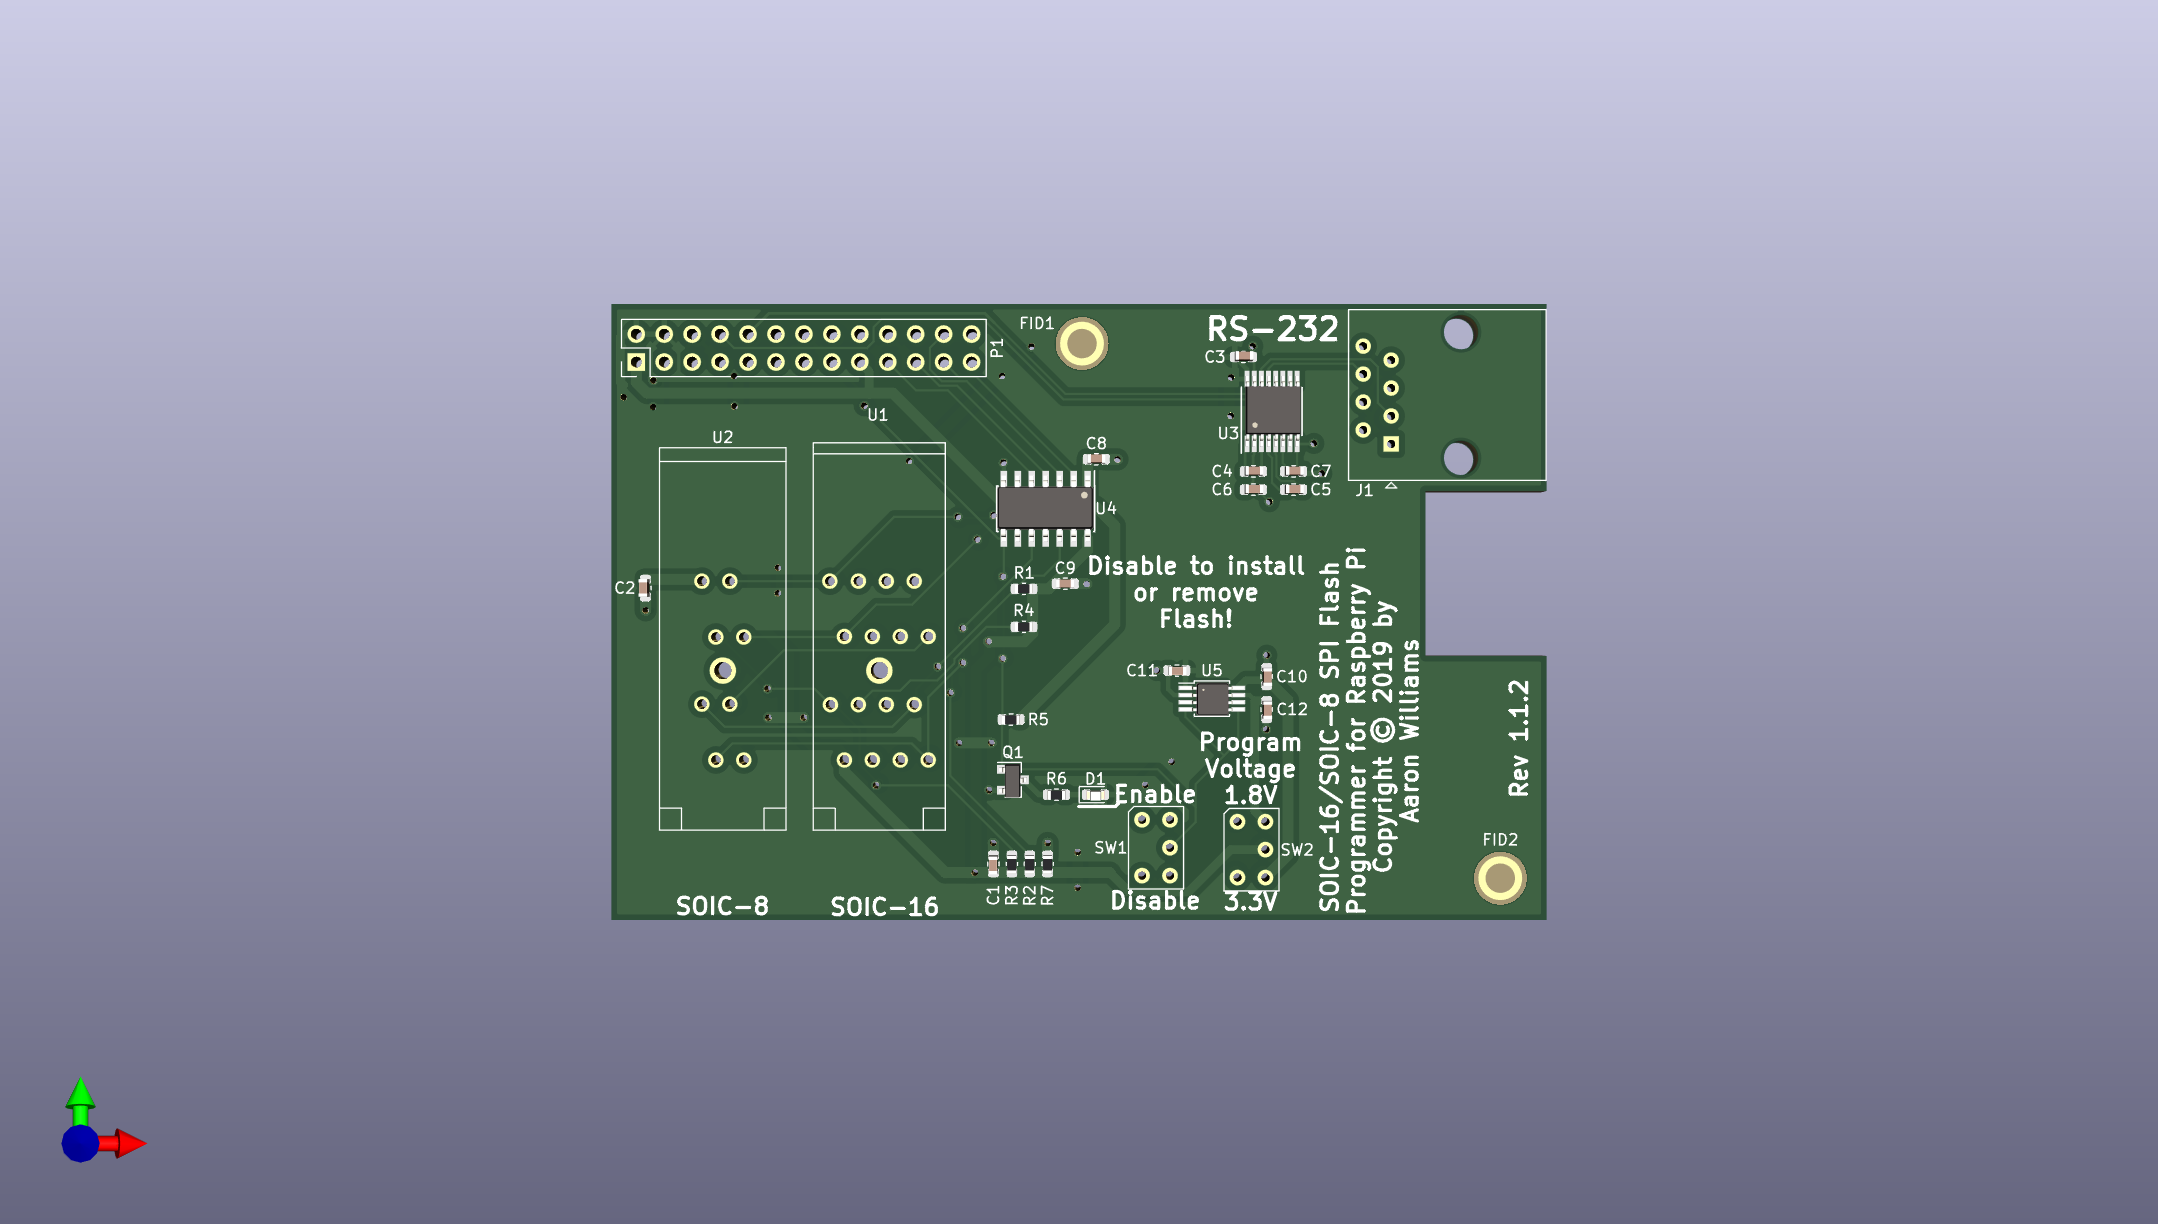 FID1
RS-232
P1
C3
U1
U2
U3
C8
C4
C7
C6
C5
J1
U4
Disable to install
or remove
Flash!
R1
C9
C2
R4
C11
U5
C10
C12
R5
Program
Voltage
1.8V
Q1
R6
D1
Enable
SW1
SW2
Disable
3.3V
C1
R3
R2
R7
SOIC-8
SOIC-16
SOIC-16/SOIC-8 SPI Flash
Programmer for Raspberry Pi
Copyright © 2019 by
Aaron Williams
Rev 1.1.2
FID2